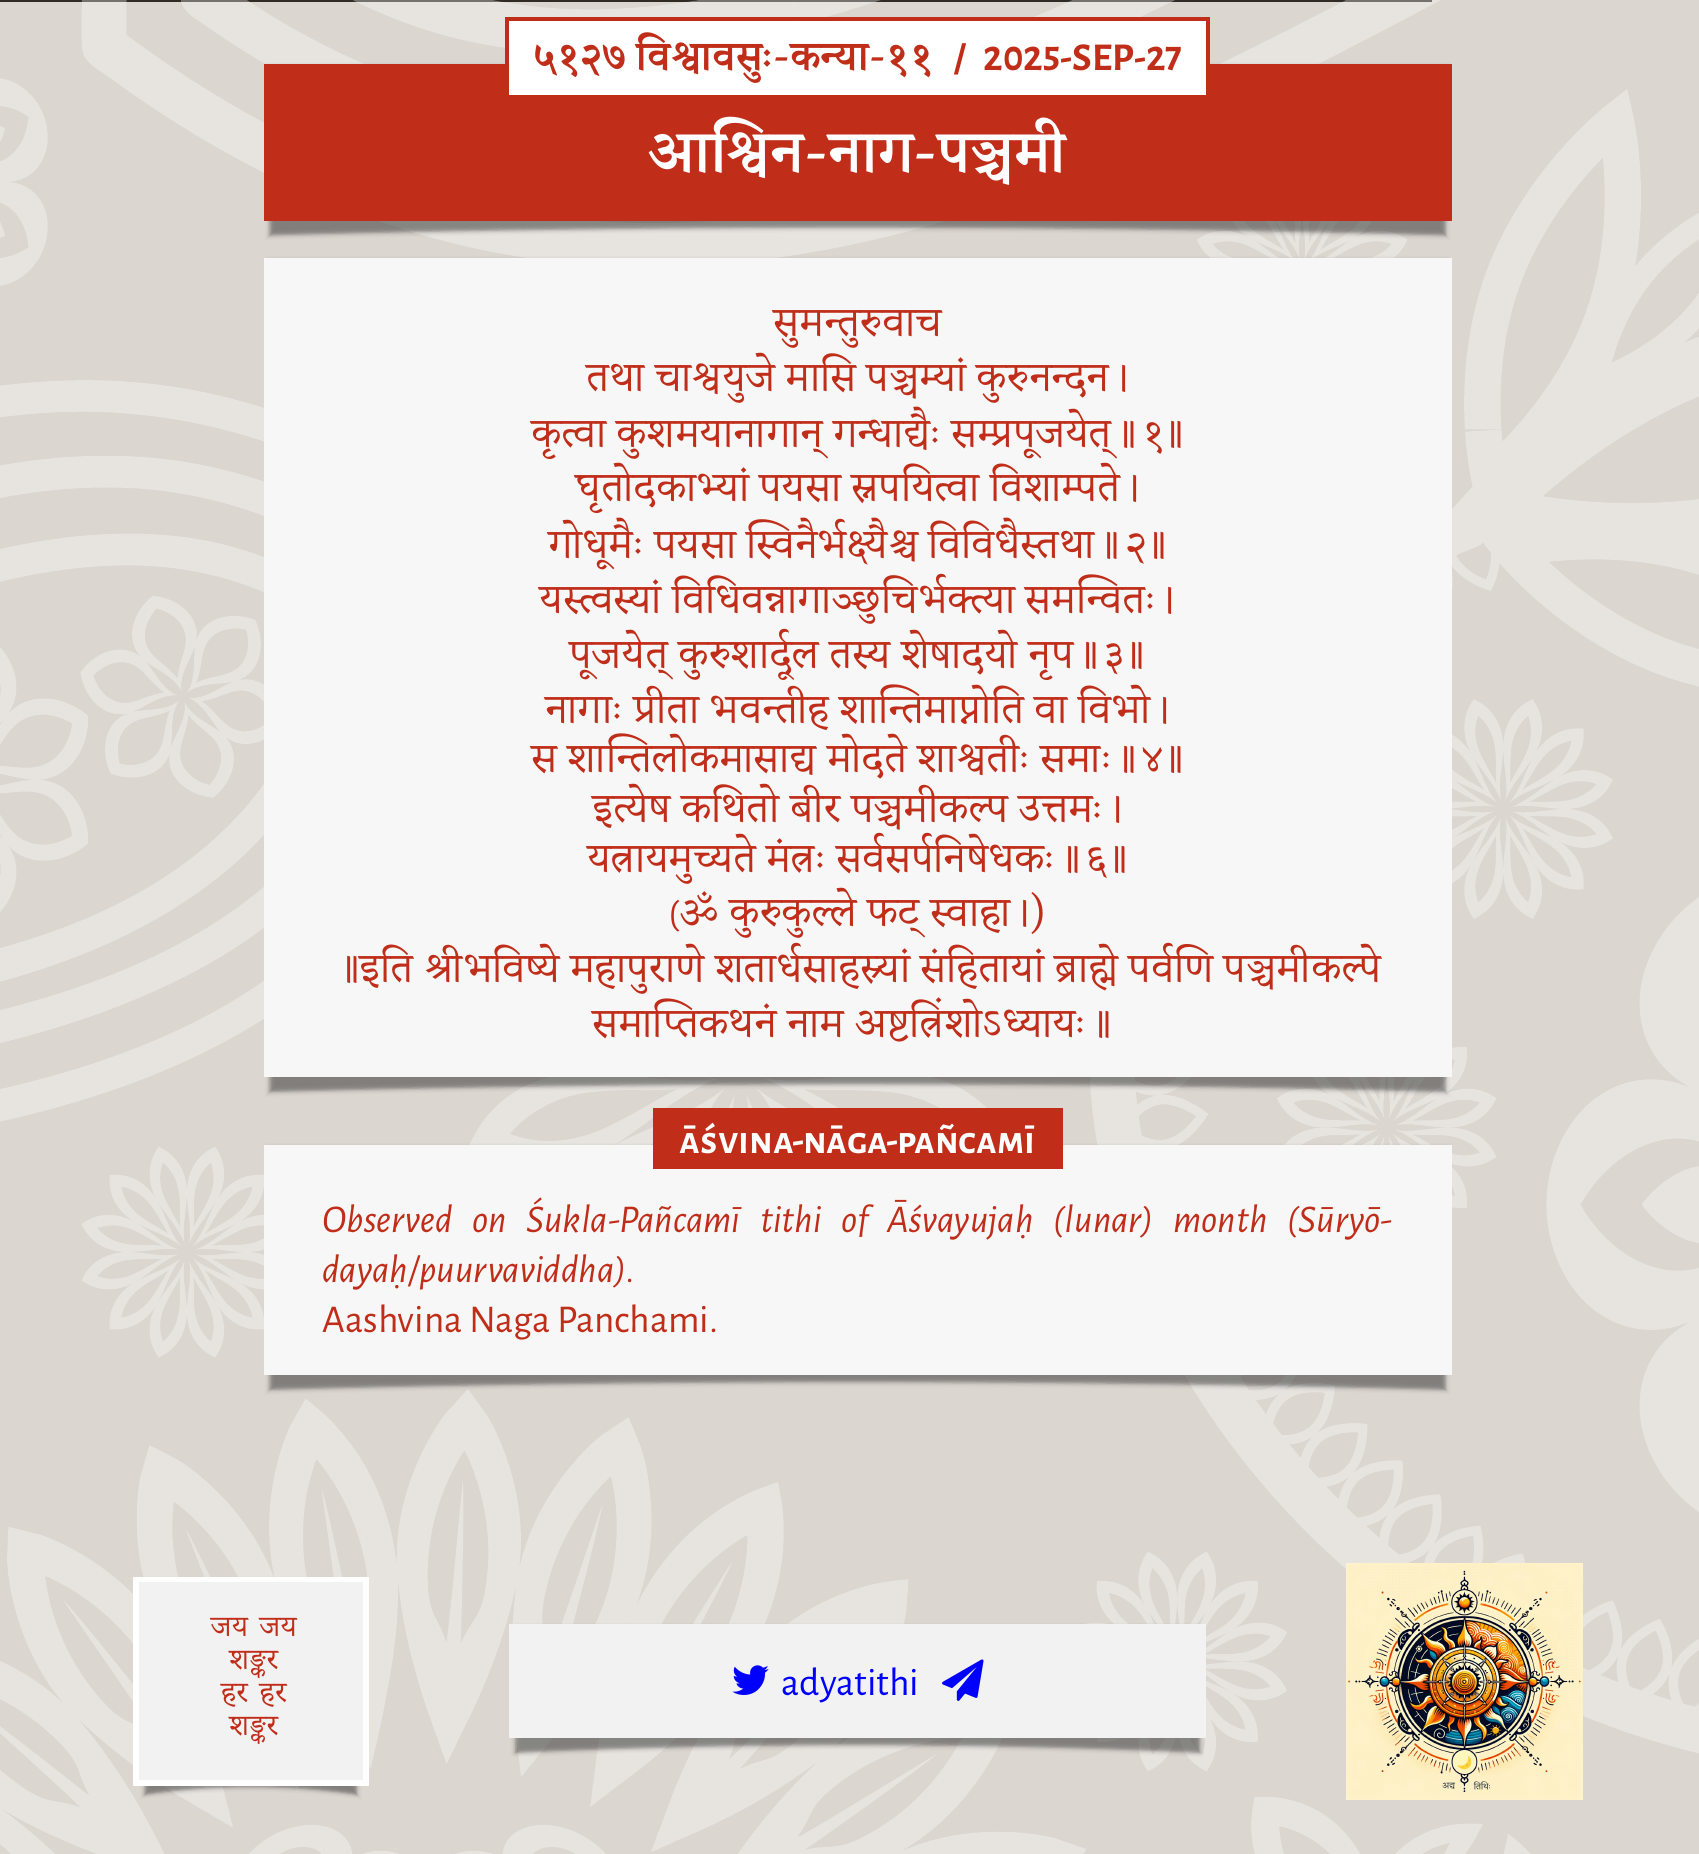 ५१२७ विश्वावसुः-कन्या-११ / 2025-SEP-27
आश्विन-नाग-पञ्चमी
सुमन्तुरुवाच
तथा चाश्वयुजे मासि पञ्चम्यां कुरुनन्दन।
कृत्वा कुशमयानागान् गन्धाद्यैः सम्प्रपूजयेत्॥१॥
घृतोदकाभ्यां पयसा स्नपयित्वा विशाम्पते।
गोधूमैः पयसा स्विनैर्भक्ष्यैश्च विविधैस्तथा॥२॥
यस्त्वस्यां विधिवन्नागाञ्छुचिर्भक्त्या समन्वितः।
पूजयेत् कुरुशार्दूल तस्य शेषादयो नृप॥३॥
नागाः प्रीता भवन्तीह शान्तिमाप्नोति वा विभो।
स शान्तिलोकमासाद्य मोदते शाश्वतीः समाः॥४॥
इत्येष कथितो बीर पञ्चमीकल्प उत्तमः।
यत्रायमुच्यते मंत्रः सर्वसर्पनिषेधकः॥६॥
(ॐ कुरुकुल्ले फट् स्वाहा।)
॥इति श्रीभविष्ये महापुराणे शतार्धसाहस्र्यां संहितायां ब्राह्मे पर्वणि पञ्चमीकल्पे
समाप्तिकथनं नाम अष्टत्रिंशोऽध्यायः॥
ĀŚVINA-NĀGA-PAÑCAMĪ
Observed on Śukla-Pañcamī tithi of Āśvayujaḥ (lunar) month (Sūryō-
dayaḥ/puurvaviddha).
Aashvina Naga Panchami.
जय जय
शङ्कर
हर हर
शङ्कर
adyatithi
अद्य तिथिः